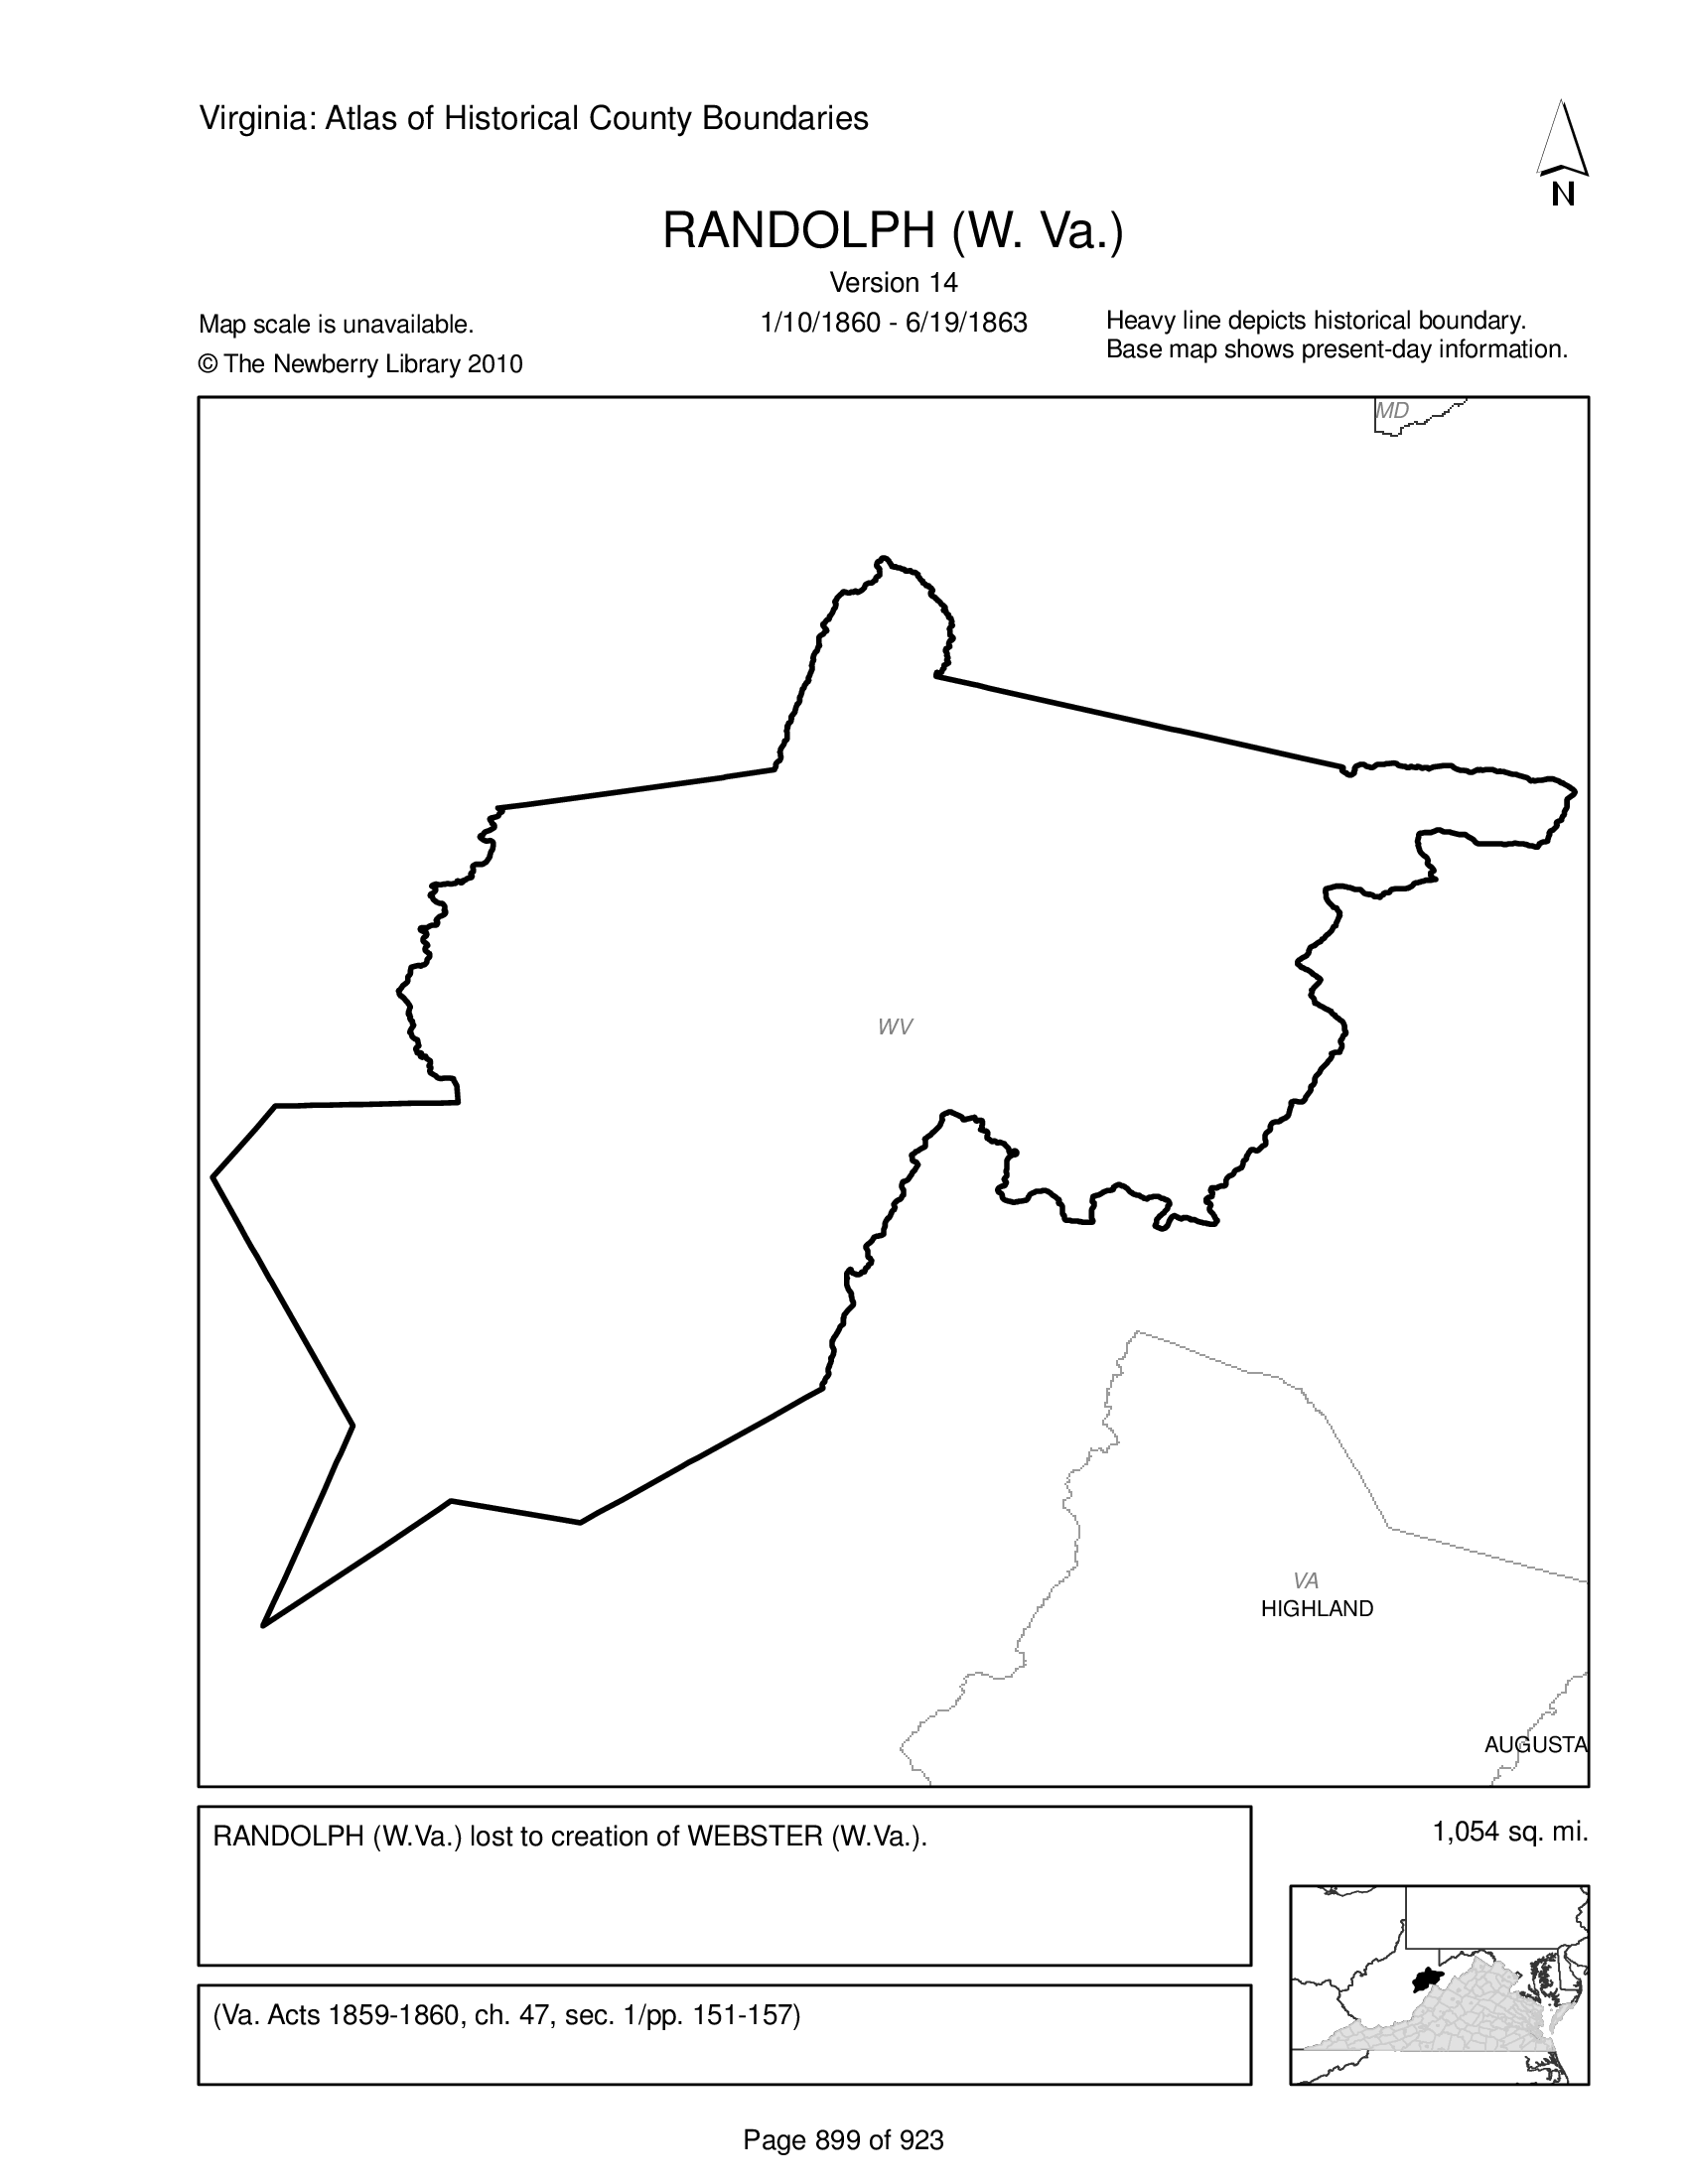 Virginia: Atlas of Historical County Boundaries
N
RANDOLPH (W. Va.)
Version 14
1/10/1860 - 6/19/1863
Map scale is unavailable.
© The Newberry Library 2010
Heavy line depicts historical boundary.
Base map shows present-day information.
MD
WV
VA
HIGHLAND
AUGUSTA
RANDOLPH (W.Va.) lost to creation of WEBSTER (W.Va.).
1,054 sq. mi.
(Va. Acts 1859-1860, ch. 47, sec. 1/pp. 151-157)
Page 899 of 923